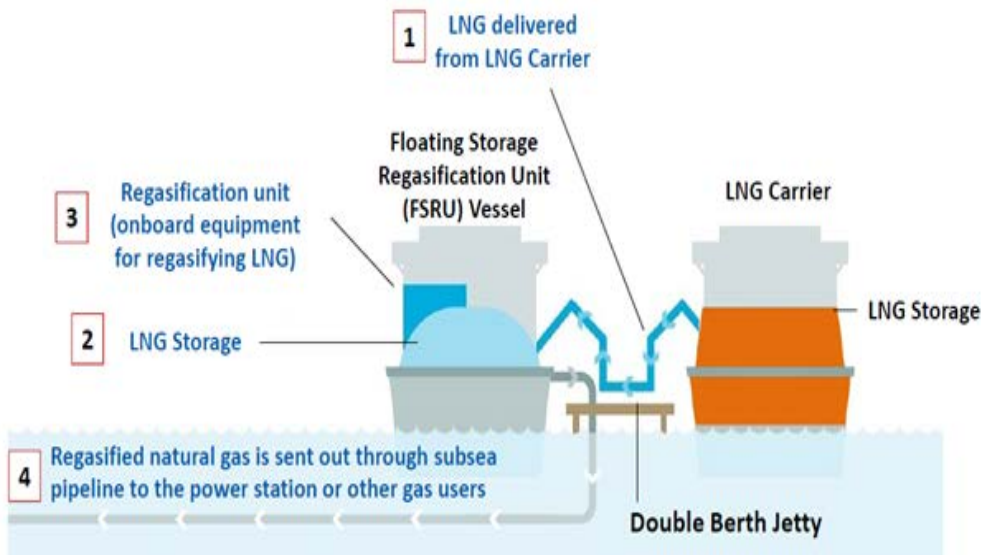 1
LNG delivered
from LNG Carrier
Floating Storage
Regasification Unit
(FSRU) Vessel
LNG Carrier
3
Regasification unit
(onboard equipment
for regasifying LNG)
LNG Storage
2
LNG Storage
4
Regasified natural gas is sent out through subsea
pipeline to the power station or other gas users
Double Berth Jetty